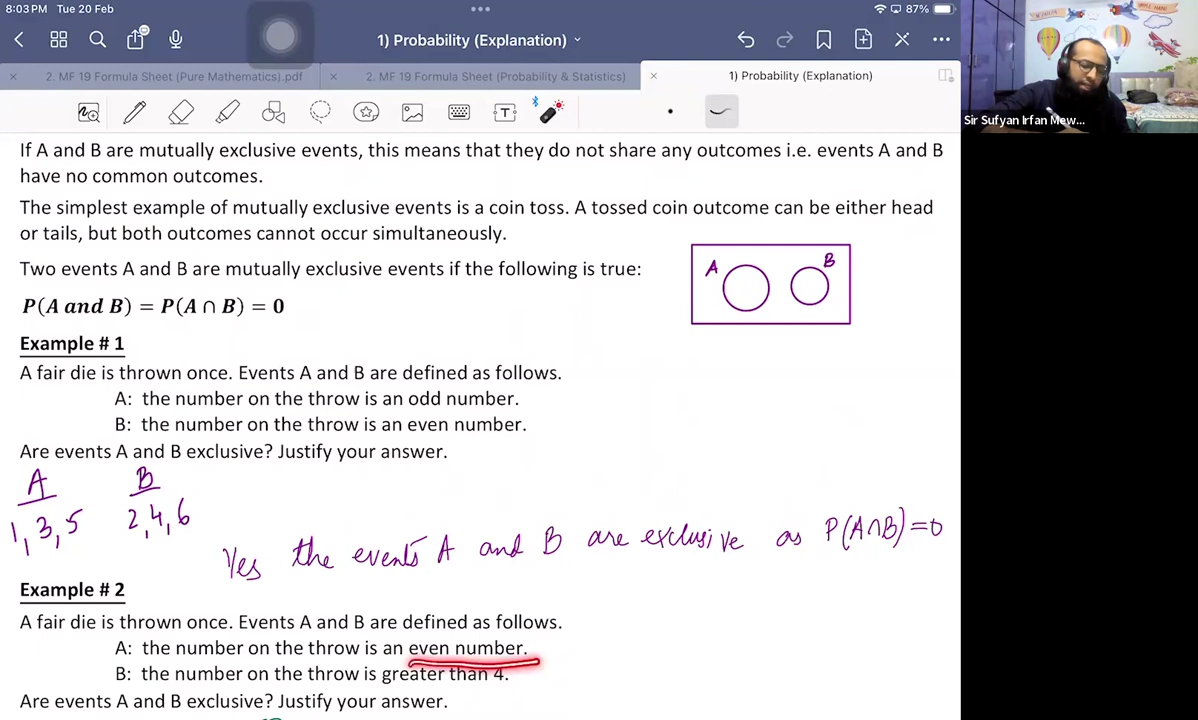 8:03 PM Tue 20 Feb
87%
1) Probability (Explanation)
2. MF 19 Formula Sheet (Pure Mathematics).pdf
2. MF 19 Formula Sheet (Probability & Statistics)
1) Probability (Explanation)
Sir Sufyan Irfan Mew...
If A and B are mutually exclusive events, this means that they do not share any outcomes i.e. events A and B
have no common outcomes.
The simplest example of mutually exclusive events is a coin toss. A tossed coin outcome can be either head
or tails, but both outcomes cannot occur simultaneously.
A B
Two events A and B are mutually exclusive events if the following is true:
P(A and B) = P(A ∩ B) = 0
Example # 1
A fair die is thrown once. Events A and B are defined as follows.
A: the number on the throw is an odd number.
B: the number on the throw is an even number.
Are events A and B exclusive? Justify your answer.
A B
1, 3, 5 2, 4, 6
Yes the events A and B are exclusive as P(A∩B)=0
Example # 2
A fair die is thrown once. Events A and B are defined as follows.
A: the number on the throw is an even number.
B: the number on the throw is greater than 4.
Are events A and B exclusive? Justify your answer.